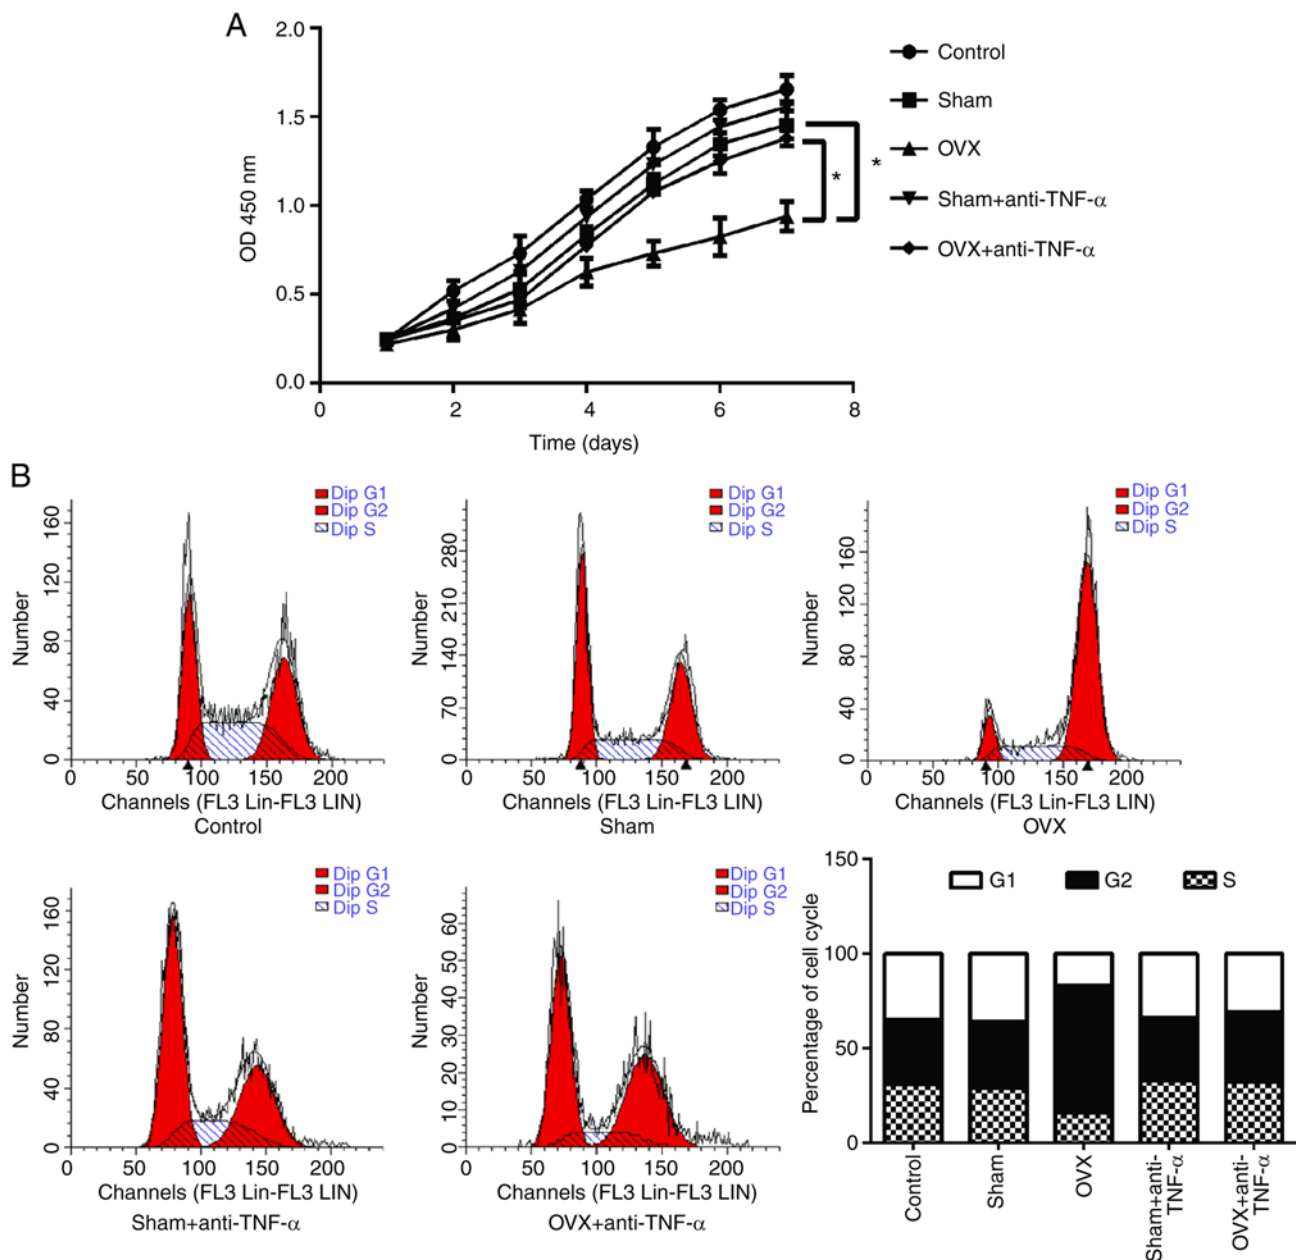 A
2.0
1.5
1.0
0.5
0.0
OD 450 nm
0 2 4 6 8
Time (days)
Control
Sham
OVX
Sham+anti-TNF-α
OVX+anti-TNF-α
*
*
B
Dip G1
Dip G2
Dip S
160
120
80
40
0
Number
0 50 100 150 200
Channels (FL3 Lin-FL3 LIN)
Control
Dip G1
Dip G2
Dip S
280
210
140
70
0
Number
0 50 100 150 200
Channels (FL3 Lin-FL3 LIN)
Sham
Dip G1
Dip G2
Dip S
160
120
80
40
0
Number
0 50 100 150 200
Channels (FL3 Lin-FL3 LIN)
OVX
Dip G1
Dip G2
Dip S
160
120
80
40
0
Number
0 50 100 150 200
Channels (FL3 Lin-FL3 LIN)
Sham+anti-TNF-α
Dip G1
Dip G2
Dip S
60
50
40
30
20
10
0
Number
0 50 100 150 200
Channels (FL3 Lin-FL3 LIN)
OVX+anti-TNF-α
150
100
50
0
Percentage of cell cycle
G1 G2 S
Control
Sham
OVX
Sham+anti-
TNF-α
OVX+anti-
TNF-α